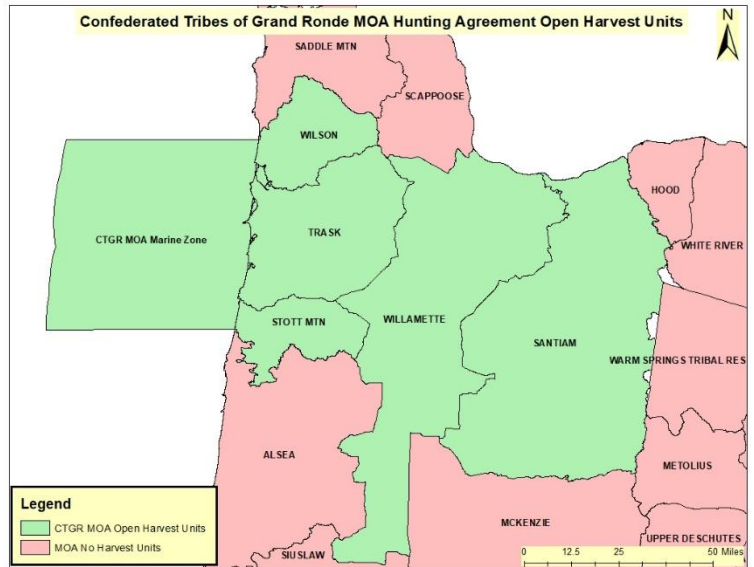 Confederated Tribes of Grand Ronde MOA Hunting Agreement Open Harvest Units
N
SADDLE MTN
SCAPPOOSE
WILSON
HOOD
CTGR MOA Marine Zone
TRASK
WHITE RIVER
STOTT MTN
WILLAMETTE
SANTIAM
WARM SPRINGS TRIBAL RES
ALSEA
METOLIUS
Legend
CTGR MOA Open Harvest Units
MOA No Harvest Units
MCKENZIE
SIUSLAW
UPPER DESCHUTES
0 12.5 25 50 Miles